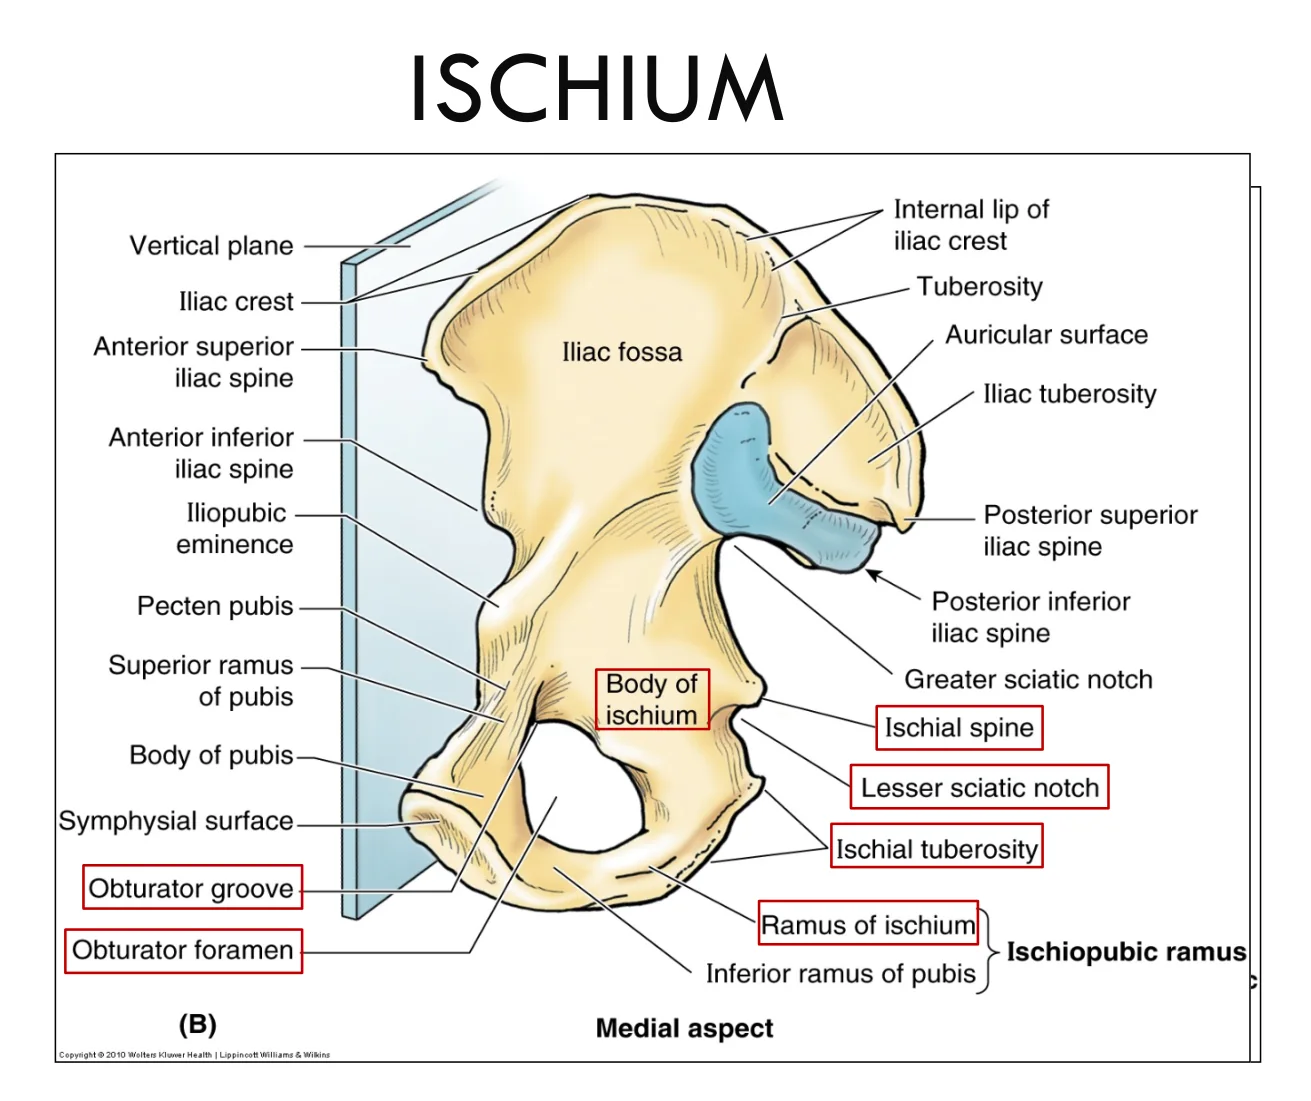 ISCHIUM
Vertical plane
Iliac crest
Anterior superior
iliac spine
Anterior inferior
iliac spine
Iliopubic
eminence
Pecten pubis
Superior ramus
of pubis
Body of pubis
Symphysial surface
Obturator groove
Obturator foramen
Iliac fossa
Body of
ischium
Internal lip of
iliac crest
Tuberosity
Auricular surface
Iliac tuberosity
Posterior superior
iliac spine
Posterior inferior
iliac spine
Greater sciatic notch
Ischial spine
Lesser sciatic notch
Ischial tuberosity
Ramus of ischium
Inferior ramus of pubis
Ischiopubic ramus
(B)
Medial aspect
Copyright © 2010 Wolters Kluwer Health | Lippincott Williams & Wilkins